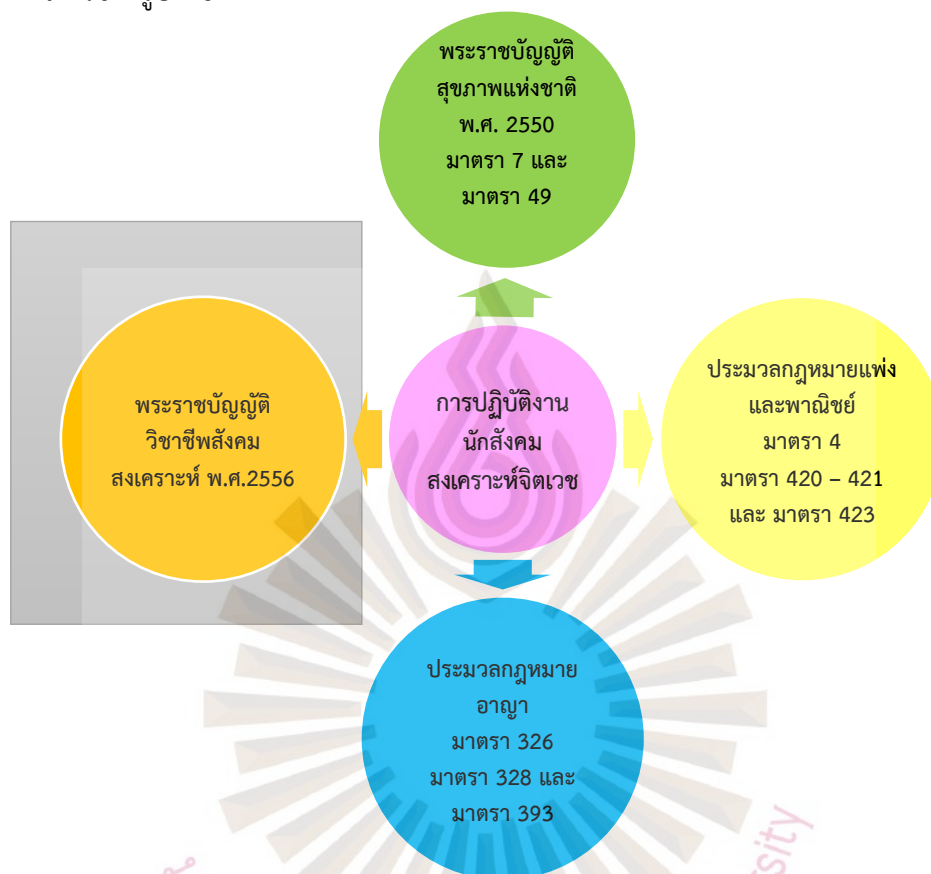 พระราชบัญญัติ
สุขภาพแห่งชาติ
พ.ศ. 2550
มาตรา 7 และ
มาตรา 49
พระราชบัญญัติ
วิชาชีพสังคม
สงเคราะห์ พ.ศ.2556
การปฏิบัติงาน
นักสังคม
สงเคราะห์จิตเวช
ประมวลกฎหมายแพ่ง
และพาณิชย์
มาตรา 4
มาตรา 420 – 421
และ มาตรา 423
ประมวลกฎหมาย
อาญา
มาตรา 326
มาตรา 328 และ
มาตรา 393